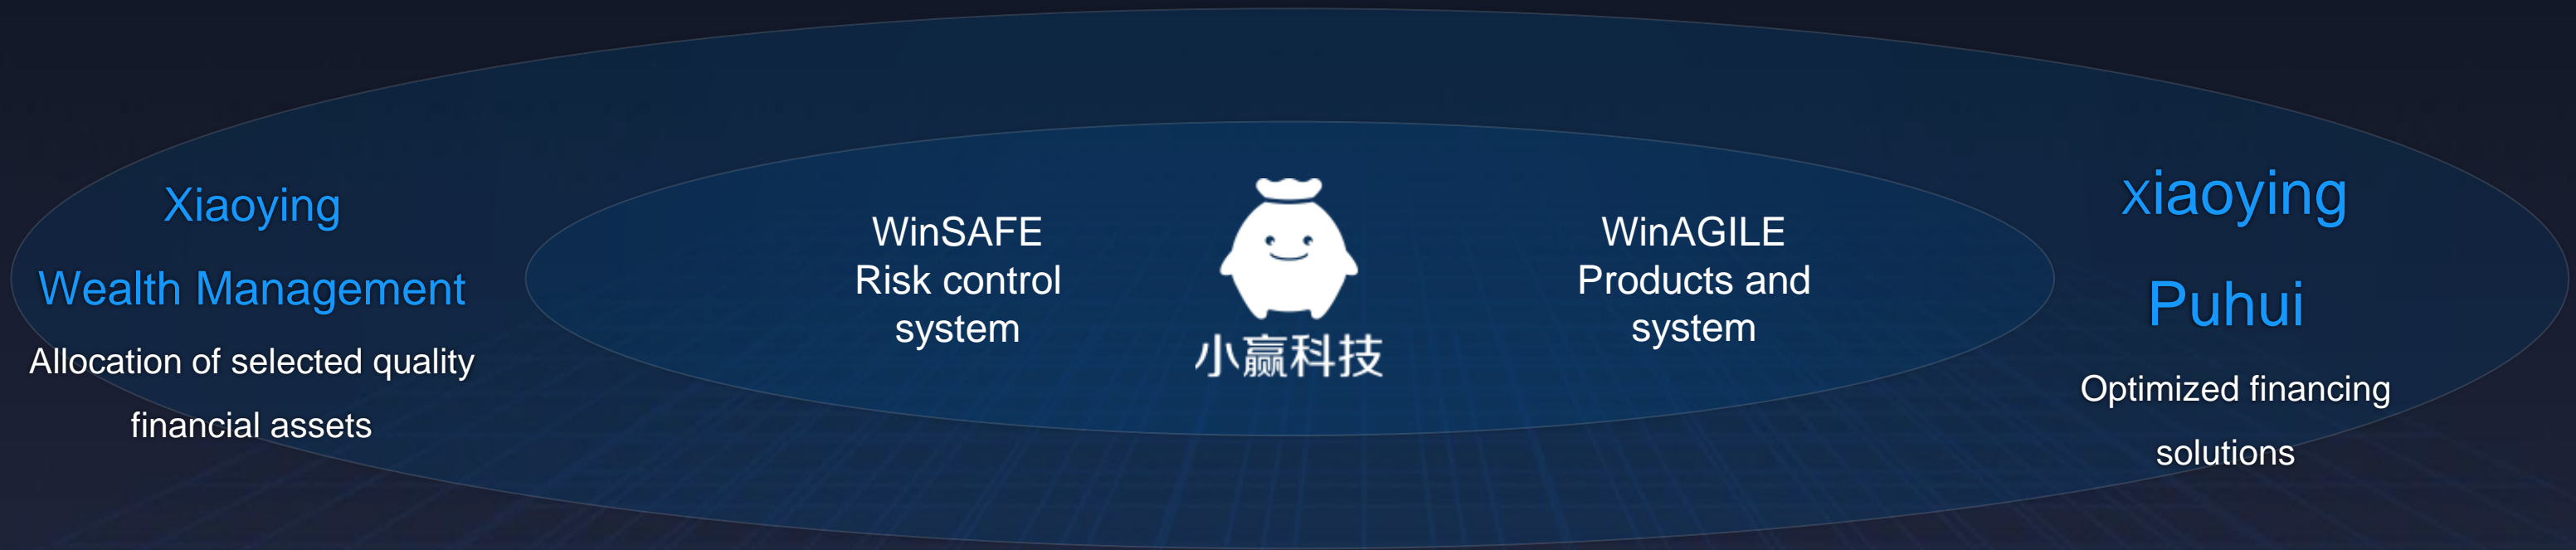 Xiaoying
Wealth Management
Allocation of selected quality
financial assets
WinSAFE
Risk control
system
小赢科技
WinAGILE
Products and
system
Xiaoying
Puhui
Optimized financing
solutions